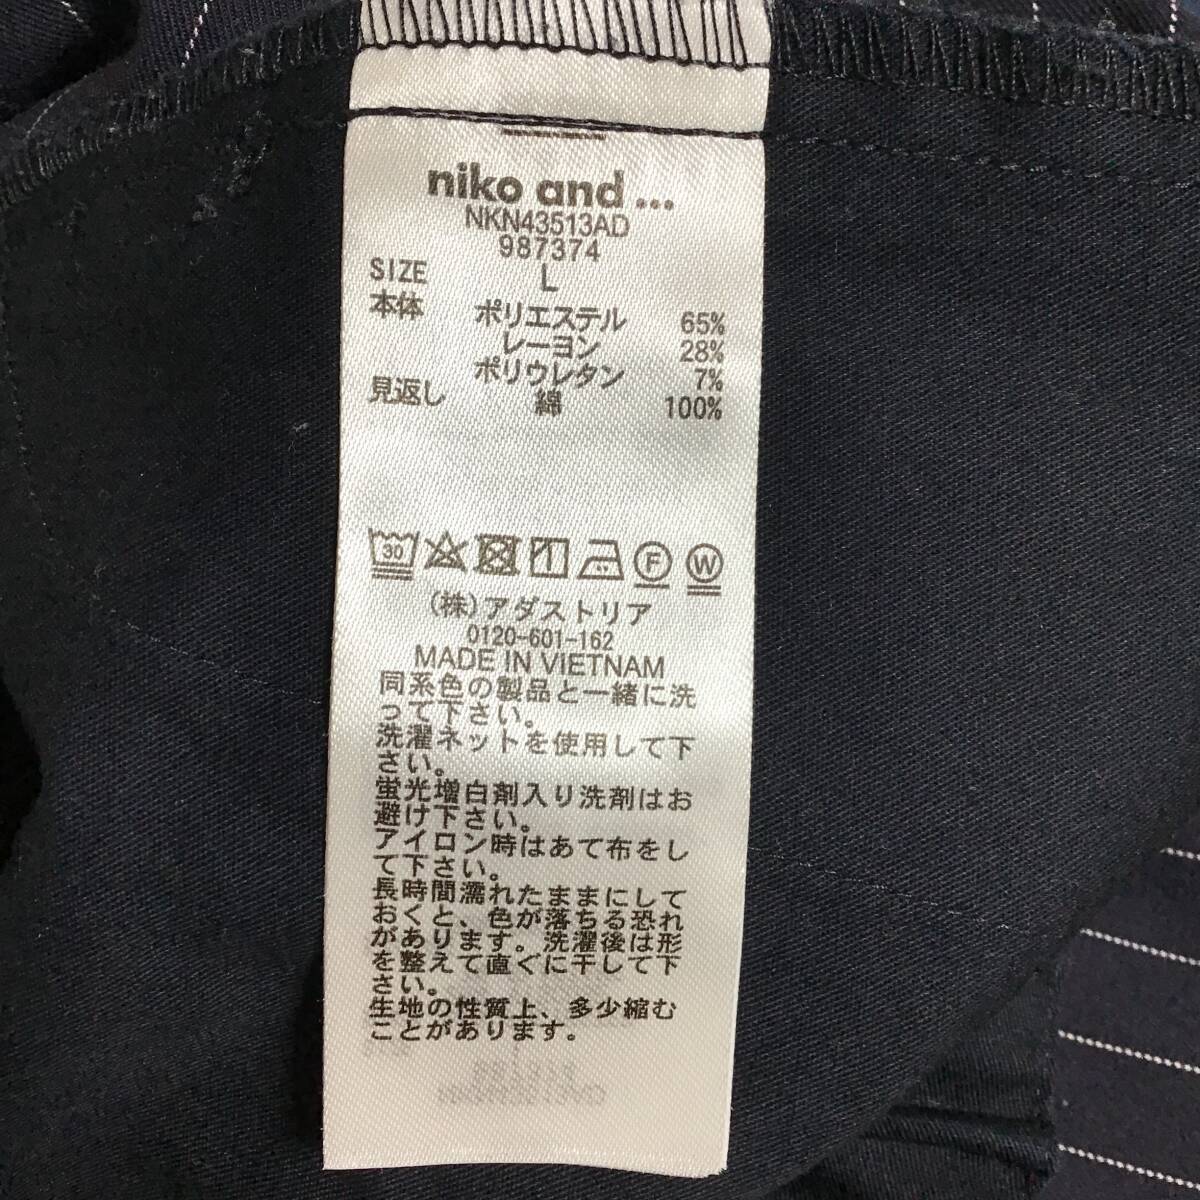 niko and ...
NKN43513AD
987374
SIZE L
本体 ポリエステル 65%
レーヨン 28%
ポリウレタン 7%
見返し 綿 100%
30 F W
(株)アダストリア
0120-601-162
MADE IN VIETNAM
同系色の製品と一緒に洗
って下さい。
洗濯ネットを使用して下
さい。
蛍光増白剤入り洗剤はお
避け下さい。
アイロン時はあて布をし
て下さい。
長時間濡れたままにして
おくと、色が落ちる恐れ
があります。洗濯後は形
を整えて直ぐに干して下
さい。
生地の性質上、多少縮む
ことがあります。